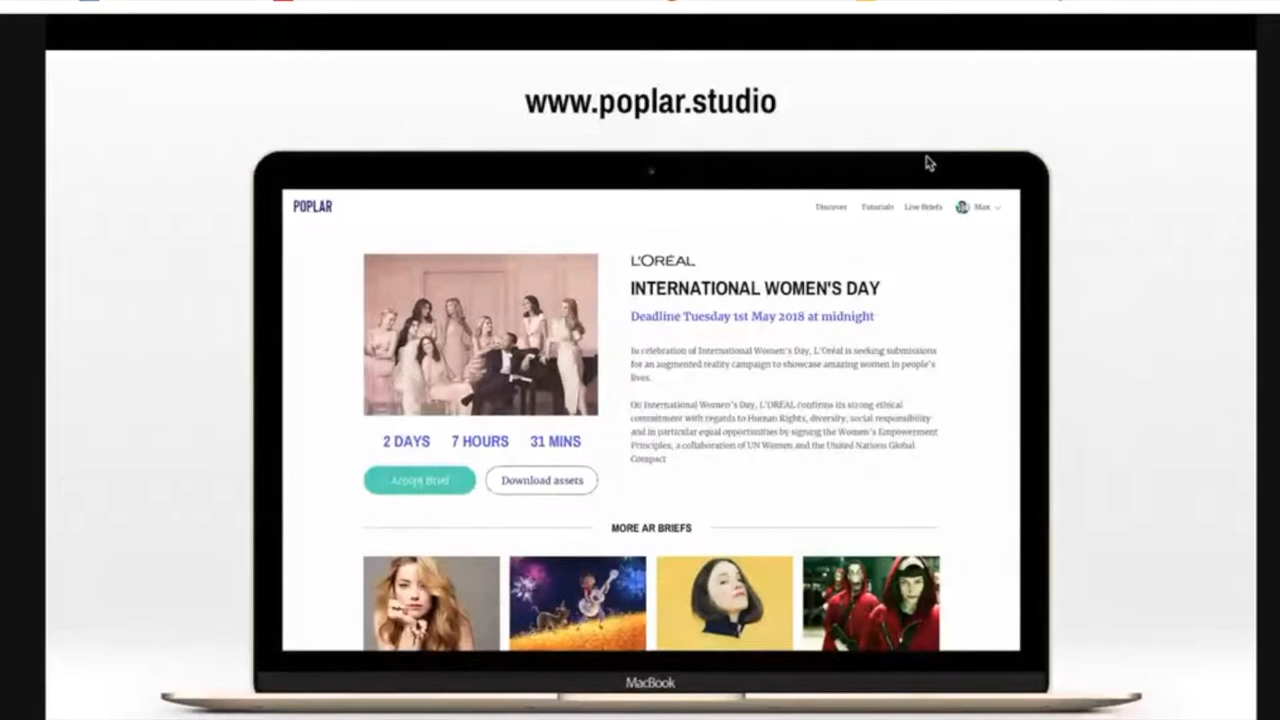 www.poplar.studio
POPLAR
Discover Tutorials Live Briefs Max
L'ORÉAL
INTERNATIONAL WOMEN'S DAY
Deadline Tuesday 1st May 2018 at midnight
In celebration of International Women's Day, L'Oréal is seeking submissions
for an augmented reality campaign to showcase amazing women in people's
lives.
On International Women's Day, L'ORÉAL confirms its strong ethical
commitment with regards to Human Rights, diversity, social responsibility
and in particular equal opportunities by signing the Women's Empowerment
Principles, a collaboration of UN Women and the United Nations Global
Compact
2 DAYS 7 HOURS 31 MINS
Accept Brief Download assets
MORE AR BRIEFS
MacBook